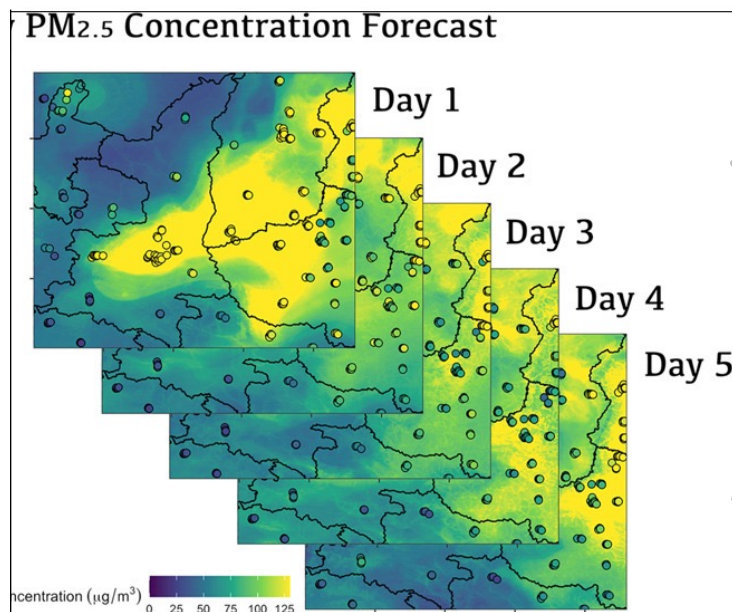 PM2.5 Concentration Forecast
Day 1
Day 2
Day 3
Day 4
Day 5
ncentration (μg/m³)
0 25 50 75 100 125